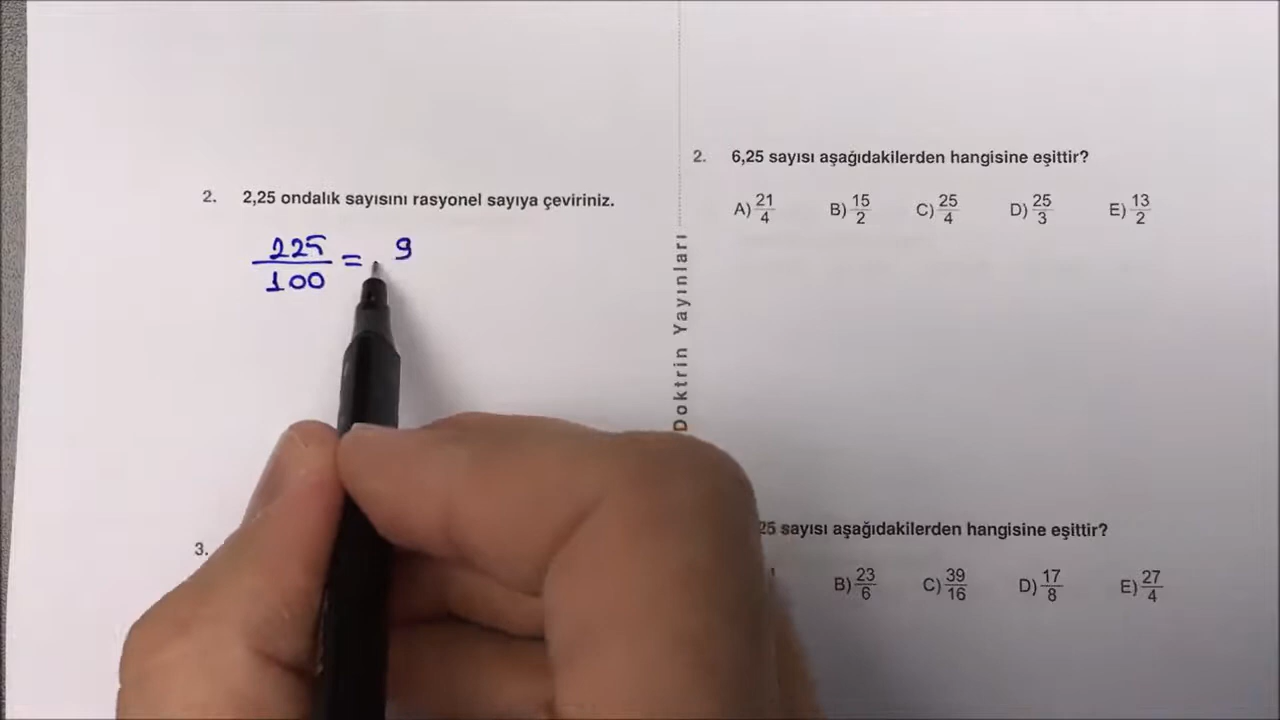 2. 2,25 ondalık sayısını rasyonel sayıya çeviriniz.
225/100 = 9
3.
Doktrin Yayınları
2. 6,25 sayısı aşağıdakilerden hangisine eşittir?
A) 21/4 B) 15/2 C) 25/4 D) 25/3 E) 13/2
25 sayısı aşağıdakilerden hangisine eşittir?
B) 23/6 C) 39/16 D) 17/8 E) 27/4